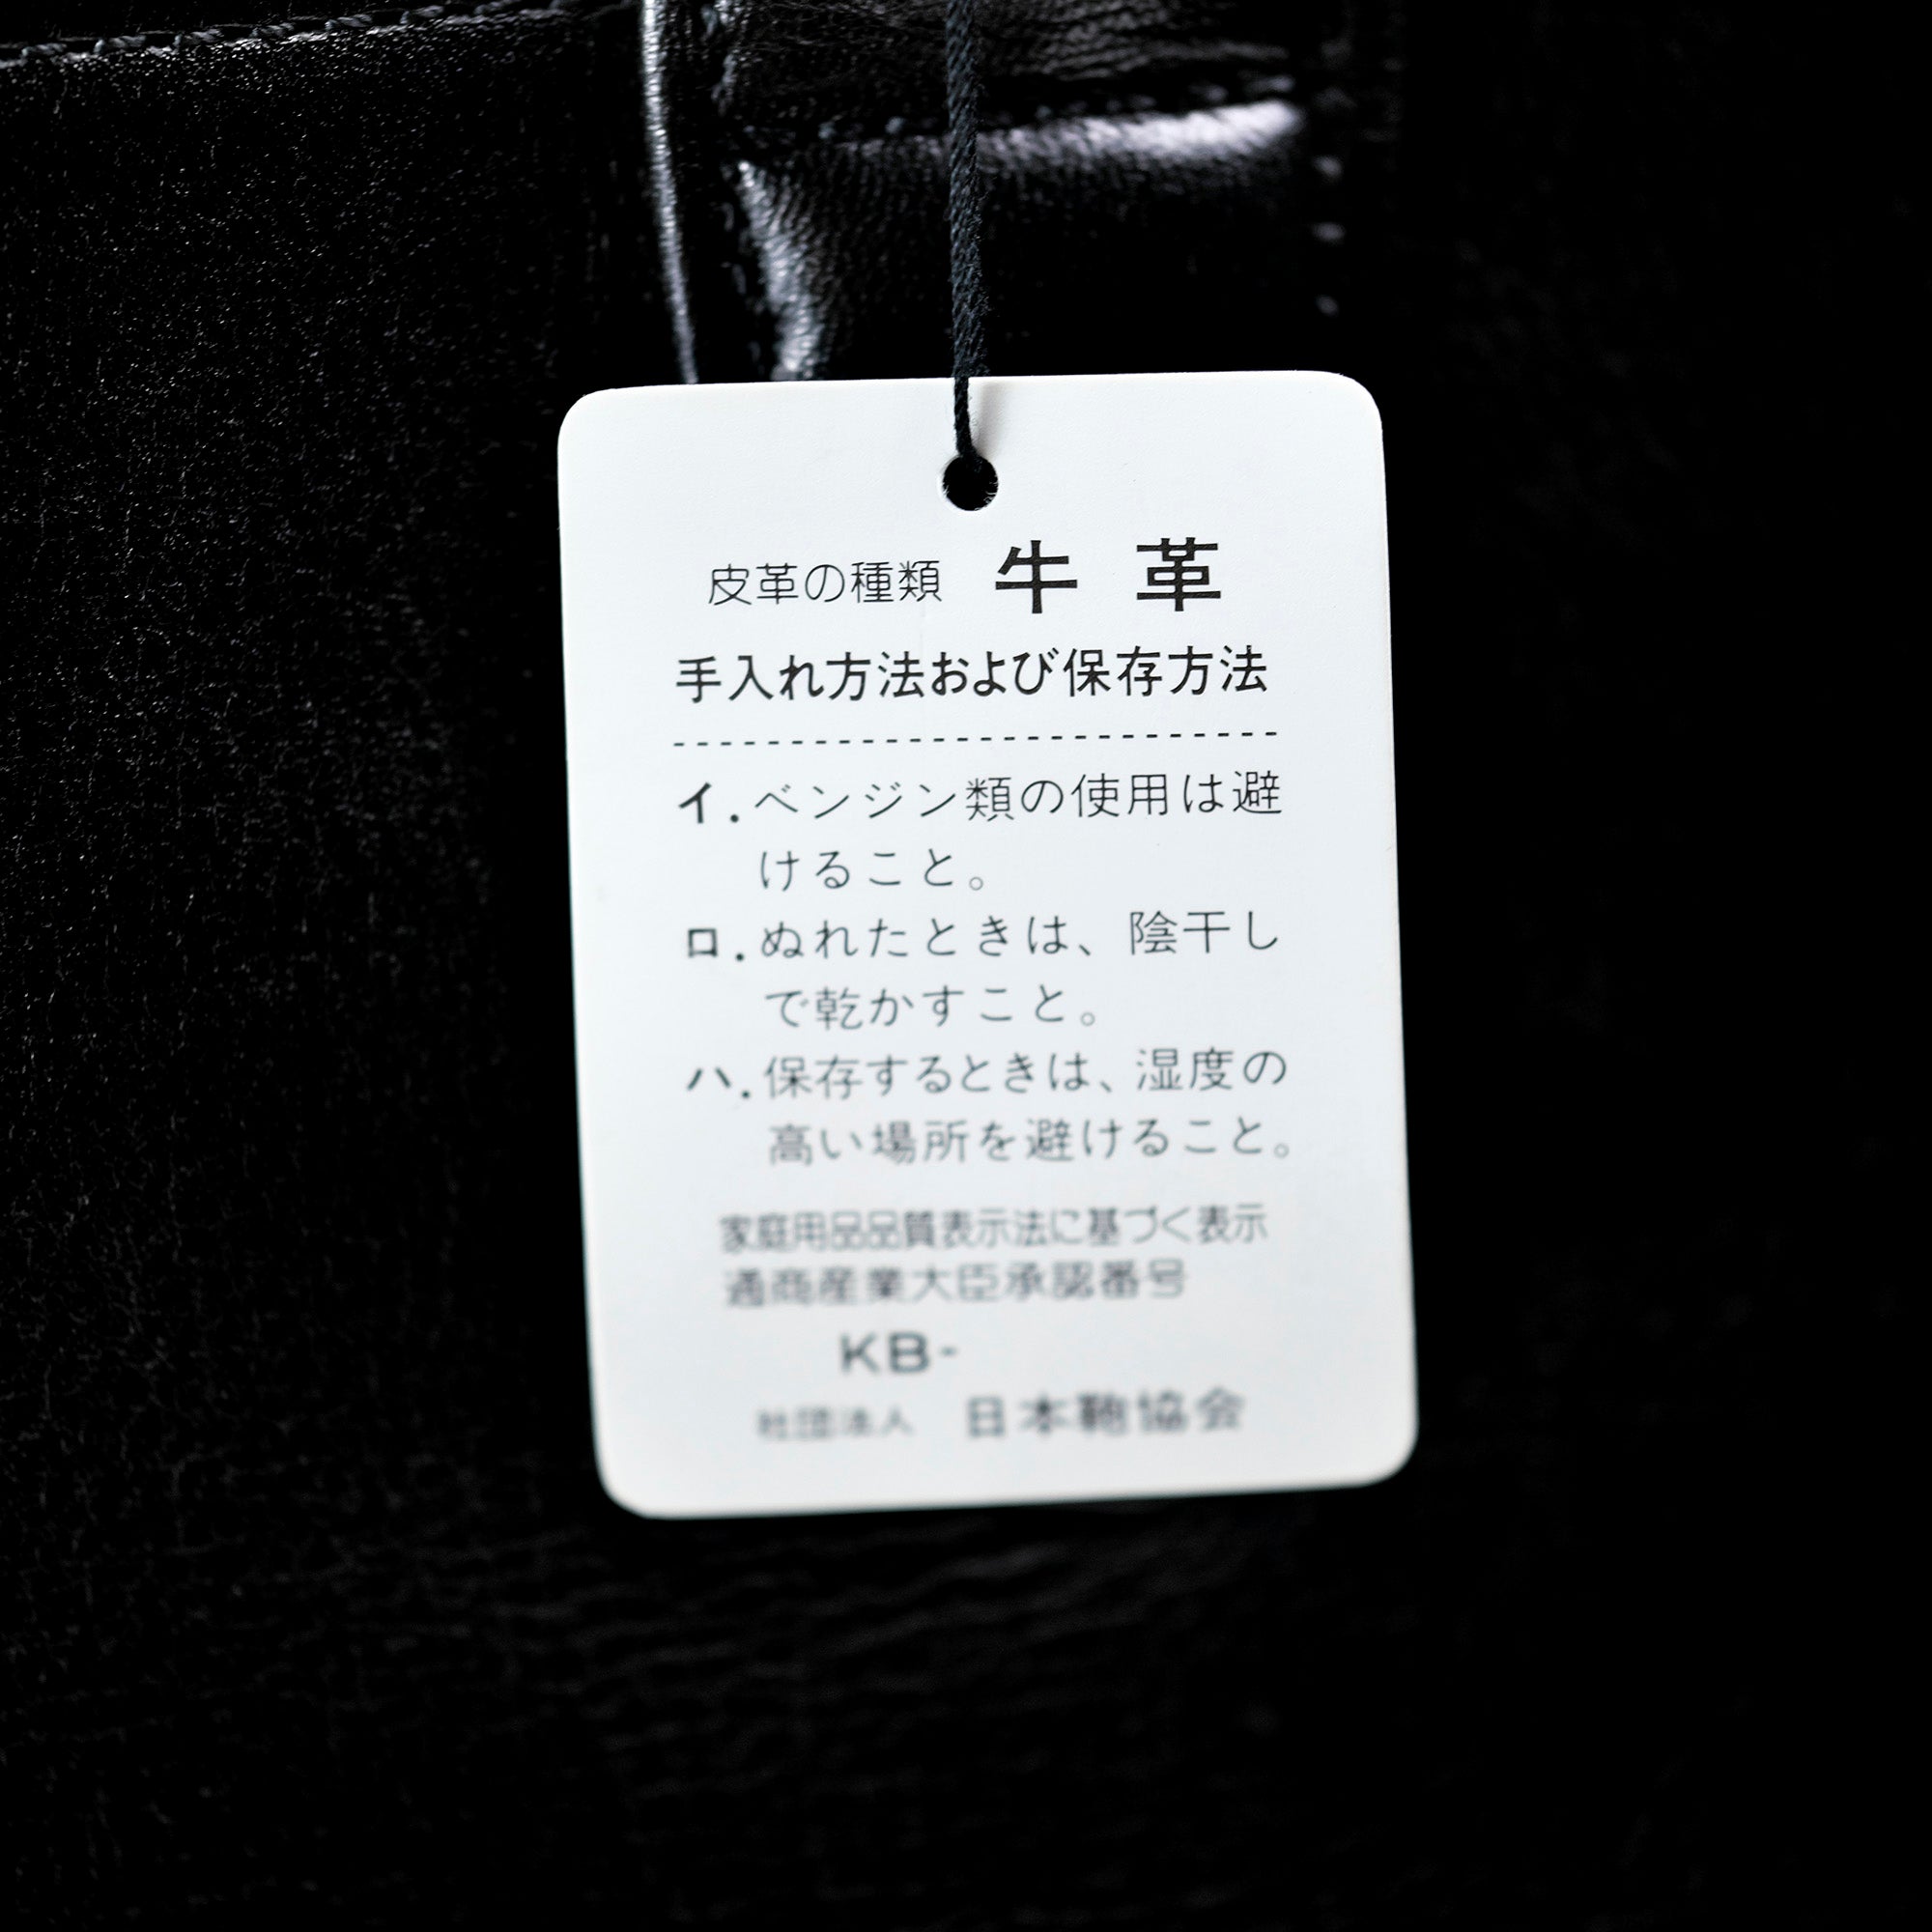 皮革の種類 牛革
手入れ方法および保存方法
イ.ベンジン類の使用は避
けること。
ロ.ぬれたときは、陰干し
で乾かすこと。
ハ.保存するときは、湿度の
高い場所を避けること。
家庭用品品質表示法に基づく表示
通商産業大臣承認番号
KB-
社団法人 日本鞄協会